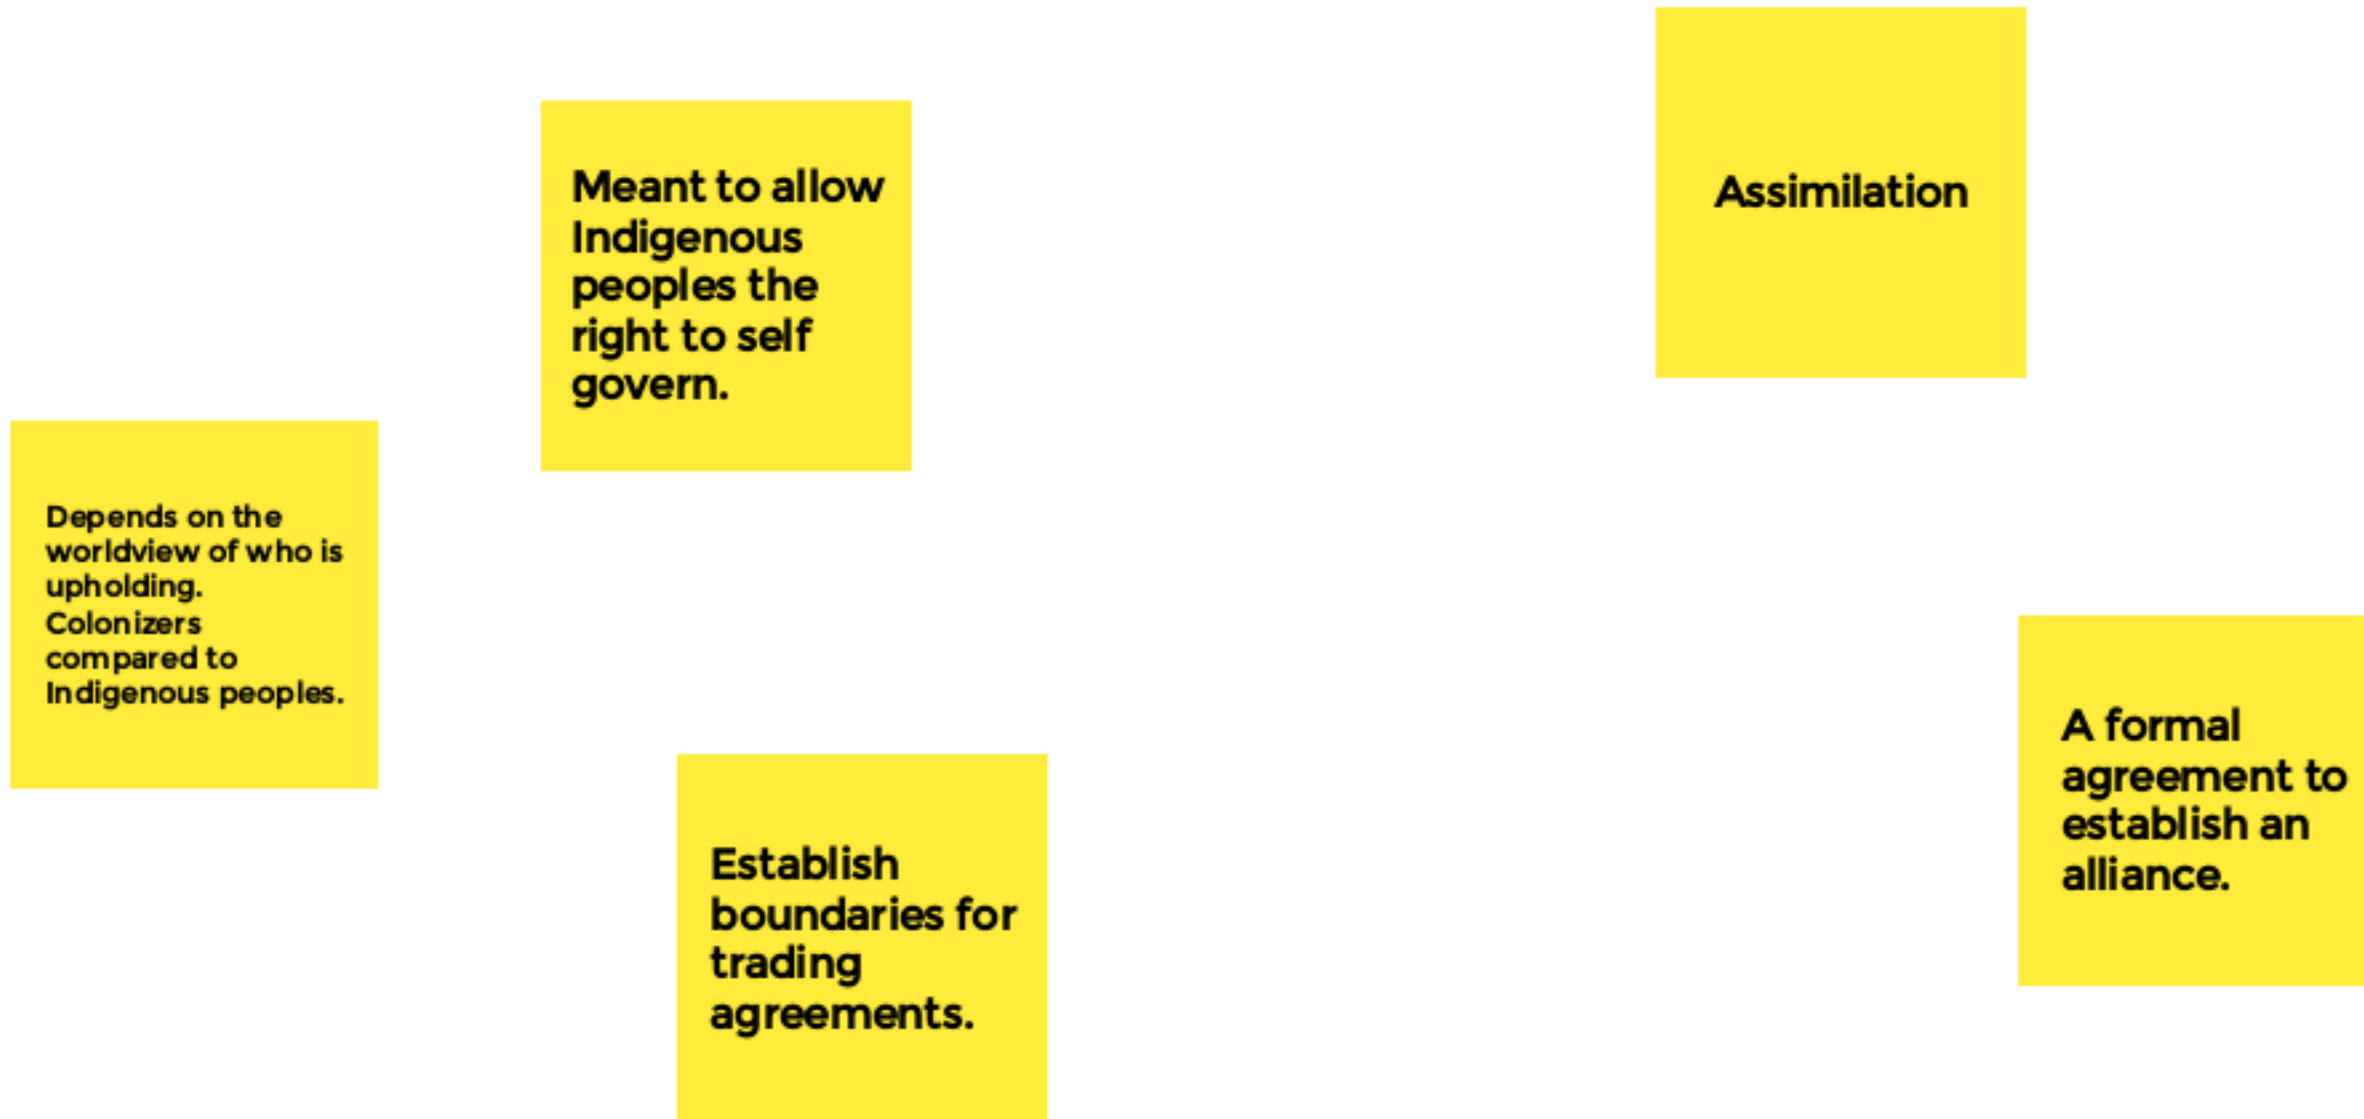 Meant to allow
Indigenous
peoples the
right to self
govern.
Assimilation
Depends on the
worldview of who is
upholding.
Colonizers
compared to
Indigenous peoples.
Establish
boundaries for
trading
agreements.
A formal
agreement to
establish an
alliance.